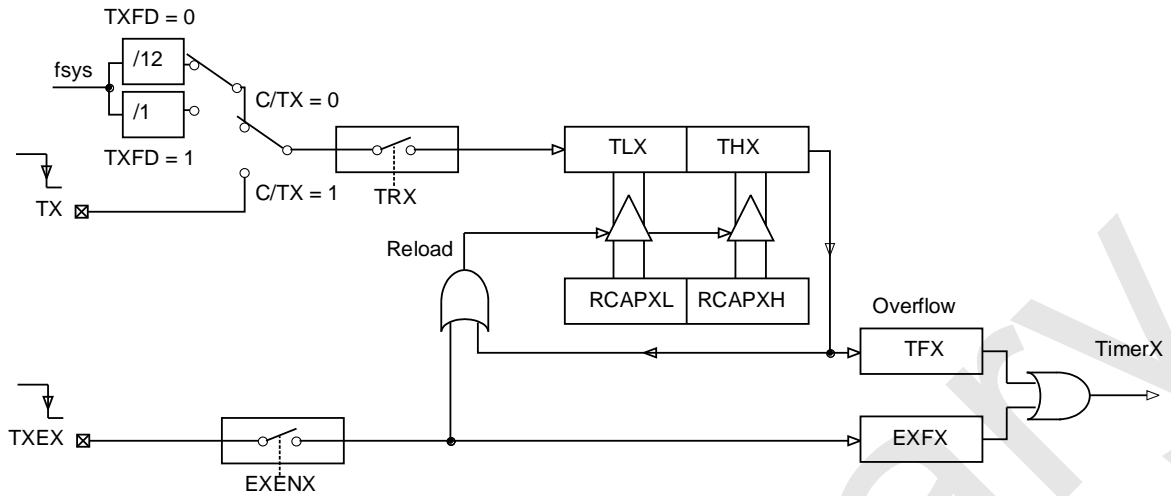 TXFD = 0
/12
fsys
C/TX = 0
/1
TXFD = 1
TLX
THX
TX
C/TX = 1
TRX
Reload
RCAPXL
RCAPXH
Overflow
TFX
TimerX
TXEX
EXFX
EXENX